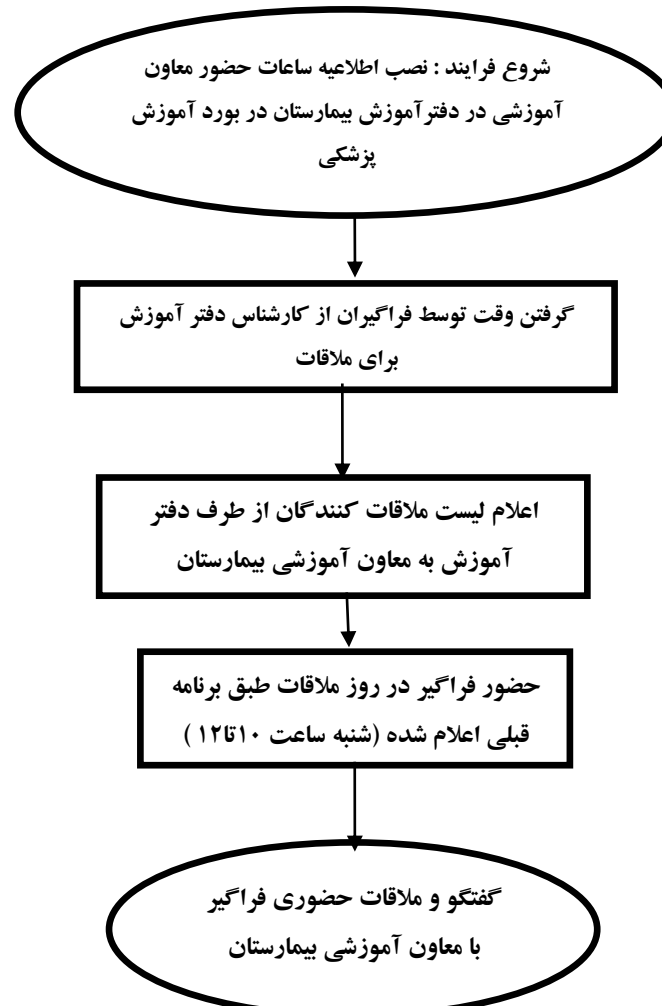 شروع فرایند : نصب اطلاعیه ساعات حضور معاون
آموزشی در دفترآموزش بیمارستان در بورد آموزش
پزشکی
گرفتن وقت توسط فراگیران از کارشناس دفتر آموزش
برای ملاقات
اعلام لیست ملاقات کنندگان از طرف دفتر
آموزش به معاون آموزشی بیمارستان
حضور فراگیر در روز ملاقات طبق برنامه
قبلی اعلام شده (شنبه ساعت ۱۰تا۱۲ )
گفتگو و ملاقات حضوری فراگیر
با معاون آموزشی بیمارستان